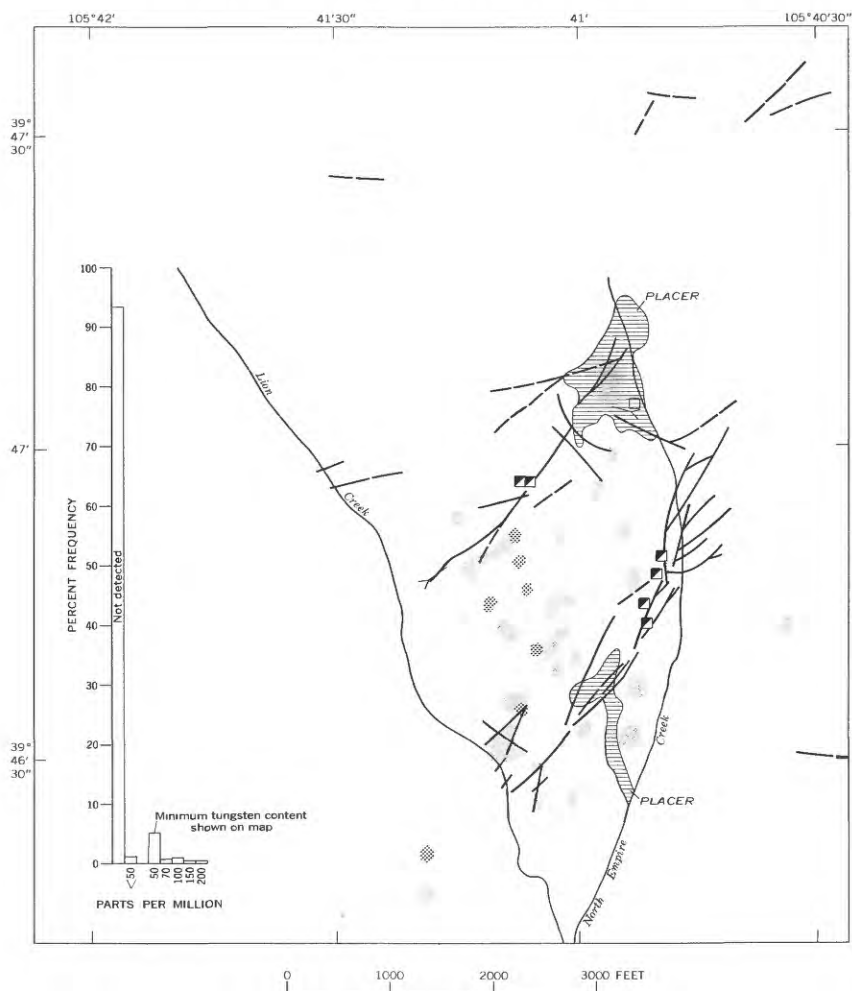 105°42' 41'30" 41' 105°40'30"
39°
47'
30"
PLACER
Lion
Creek
47'
100
90
80
70
60
50
40
30
20
10
0
PERCENT FREQUENCY
Not detected
Minimum tungsten content
shown on map
<50
50
70
100
150
200
PARTS PER MILLION
39°
46'
30"
PLACER
North Empire Creek
0 1000 2000 3000 FEET